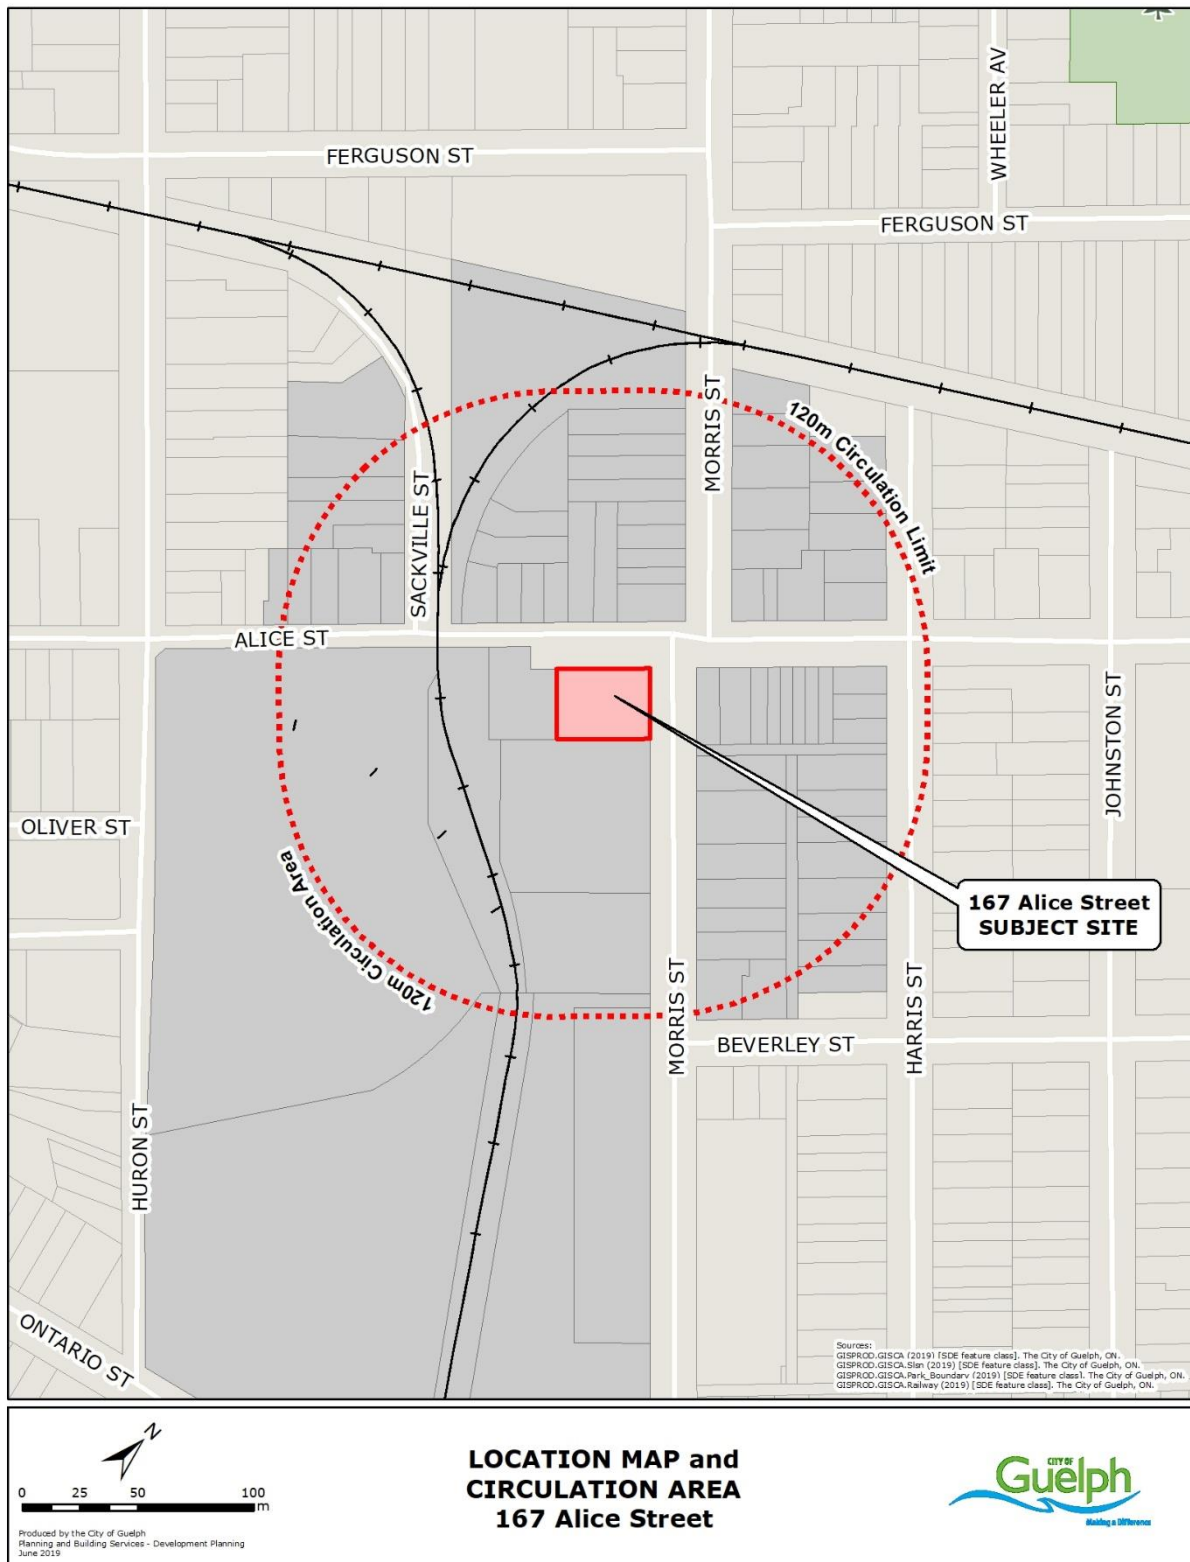 WHEELER AV
FERGUSON ST
FERGUSON ST
MORRIS ST
120m Circulation Limit
SACKVILLE ST
ALICE ST
JOHNSTON ST
OLIVER ST
120m Circulation Area
167 Alice Street
SUBJECT SITE
MORRIS ST
HARRIS ST
BEVERLEY ST
HURON ST
ONTARIO ST
Sources:
GISPROD.GISCA (2019) [SDE feature class]. The City of Guelph, ON.
GISPROD.GISCA.Slsn (2019) [SDE feature class]. The City of Guelph, ON.
GISPROD.GISCA.Park_Boundary (2019) [SDE feature class]. The City of Guelph, ON.
GISPROD.GISCA.Railway (2019) [SDE feature class]. The City of Guelph, ON.
N
0 25 50 100
m
Produced by the City of Guelph
Planning and Building Services - Development Planning
June 2019
LOCATION MAP and
CIRCULATION AREA
167 Alice Street
CITY OF
Guelph
Making a Difference